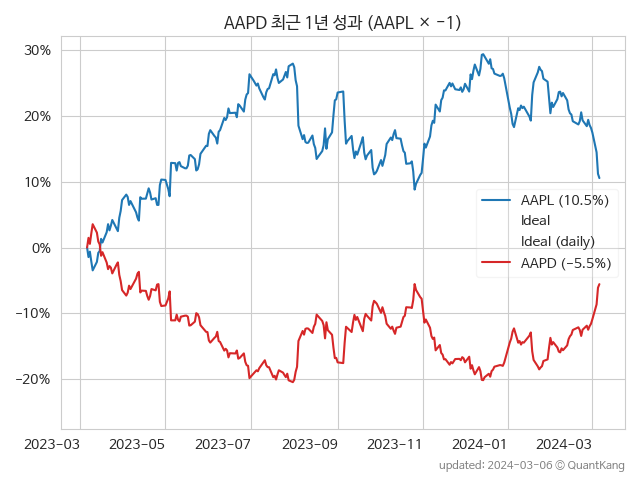 AAPD 최근 1년 성과 (AAPL × −1)
30%
20%
10%
0%
−10%
−20%
AAPL (10.5%)
Ideal
Ideal (daily)
AAPD (−5.5%)
2023−03
2023−05
2023−07
2023−09
2023−11
2024−01
2024−03
updated: 2024−03−06 © QuantKang